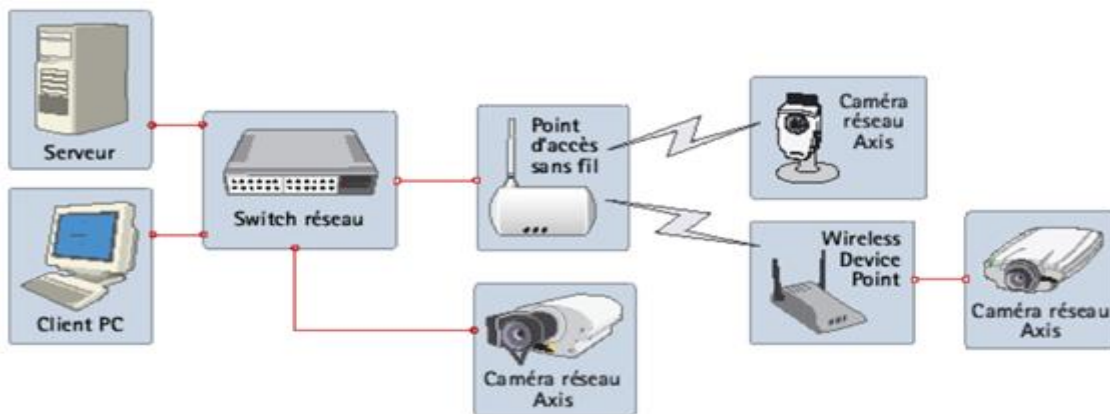 Serveur
Client PC
Switch réseau
Point
d'accès
sans fil
Caméra
réseau
Axis
Wireless
Device
Point
Caméra réseau
Axis
Caméra réseau
Axis